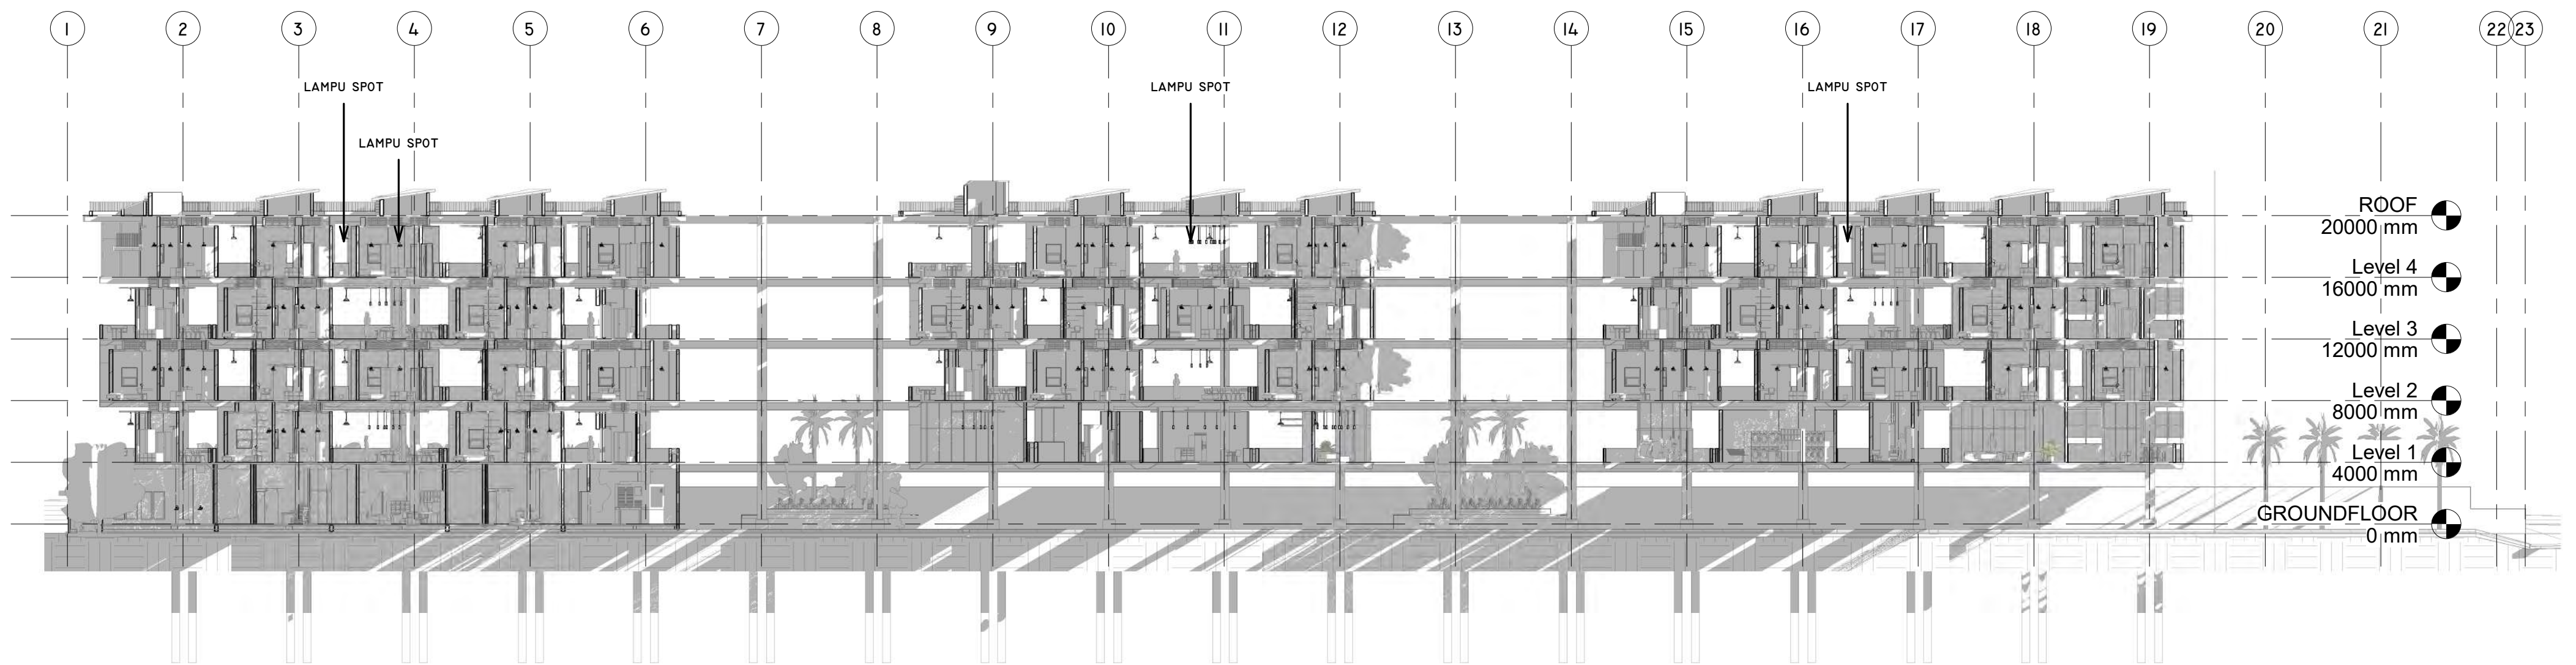 1 2 3 4 5 6 7 8 9 10 11 12 13 14 15 16 17 18 19 20 21 22 23
LAMPU SPOT
LAMPU SPOT
LAMPU SPOT
LAMPU SPOT
ROOF
20000 mm
Level 4
16000 mm
Level 3
12000 mm
Level 2
8000 mm
Level 1
4000 mm
GROUNDFLOOR
0 mm